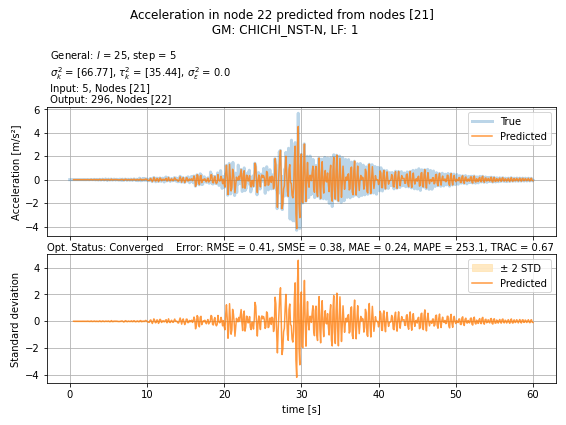 Acceleration in node 22 predicted from nodes [21]
GM: CHICHI_NST-N, LF: 1
General: l = 25, step = 5
σ²ₖ = [66.77], τ²ₖ = [35.44], σ²ε = 0.0
Input: 5, Nodes [21]
Output: 296, Nodes [22]
6
4
2
0
−2
−4
Acceleration [m/s²]
True
Predicted
Opt. Status: Converged    Error: RMSE = 0.41, SMSE = 0.38, MAE = 0.24, MAPE = 253.1, TRAC = 0.67
4
2
0
−2
−4
Standard deviation
± 2 STD
Predicted
0 10 20 30 40 50 60
time [s]